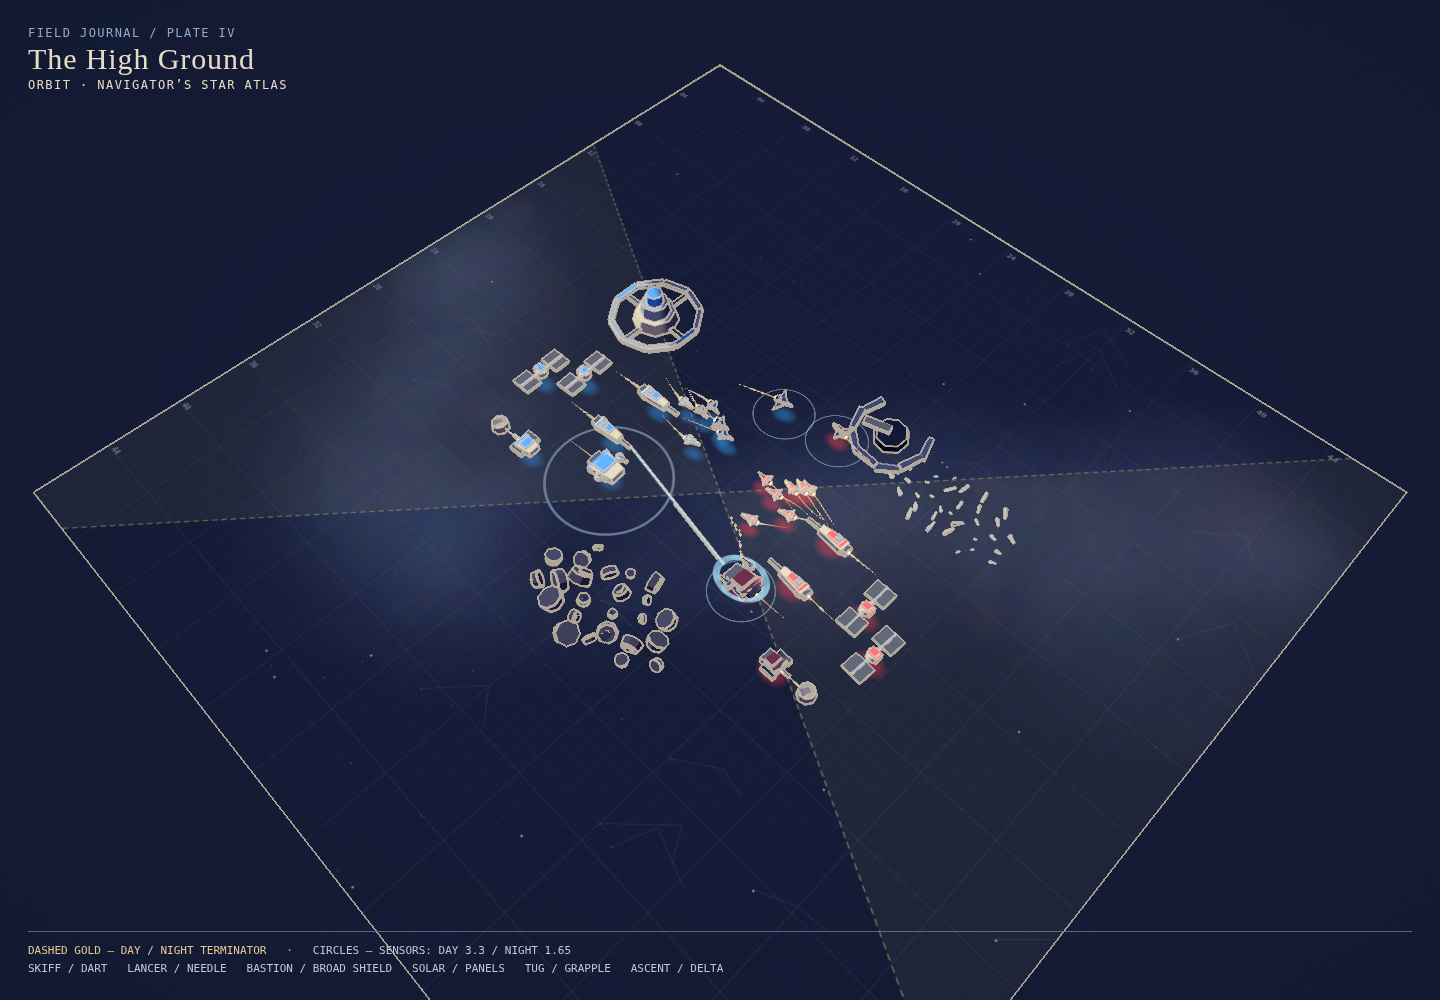 FIELD JOURNAL / PLATE IV
The High Ground
ORBIT · NAVIGATOR’S STAR ATLAS
DASHED GOLD — DAY / NIGHT TERMINATOR · CIRCLES — SENSORS: DAY 3.3 / NIGHT 1.65
SKIFF / DART LANCER / NEEDLE BASTION / BROAD SHIELD SOLAR / PANELS TUG / GRAPPLE ASCENT / DELTA